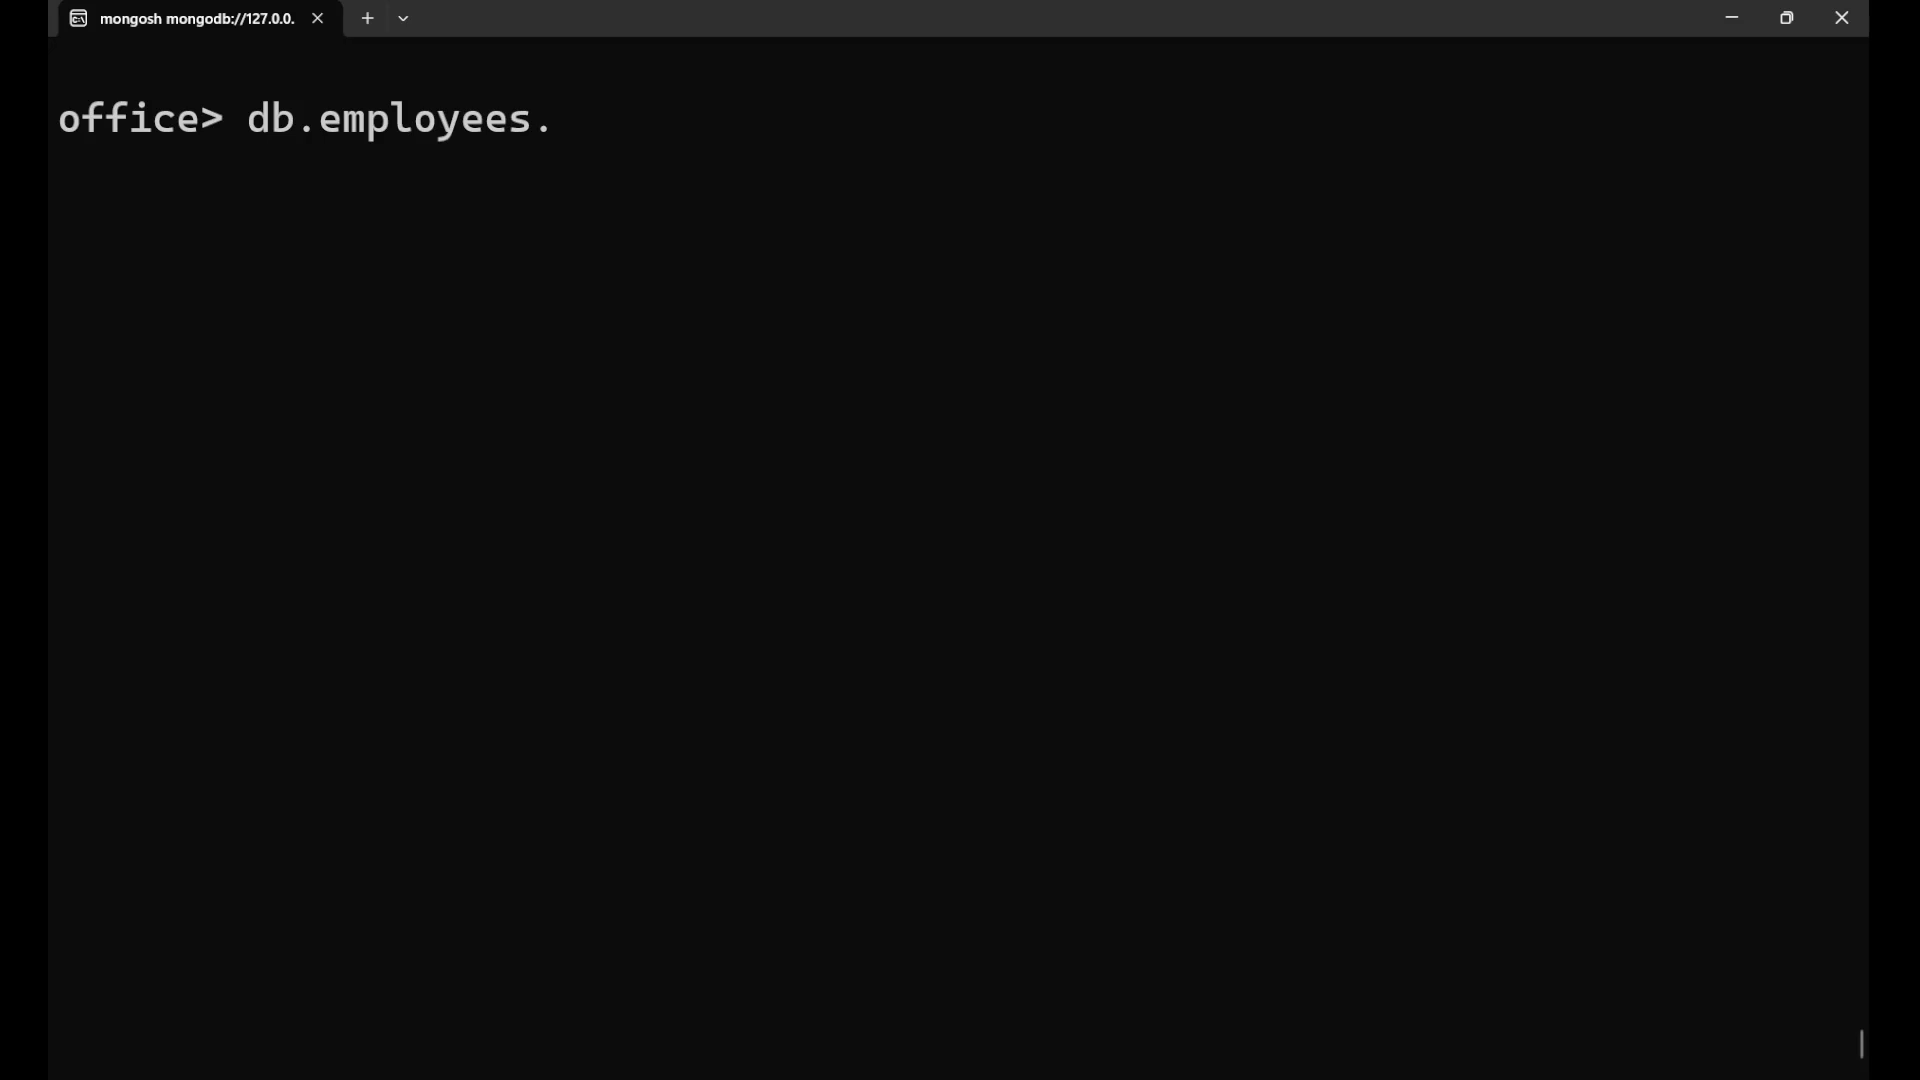 mongosh mongodb://127.0.0.
office> db.employees.